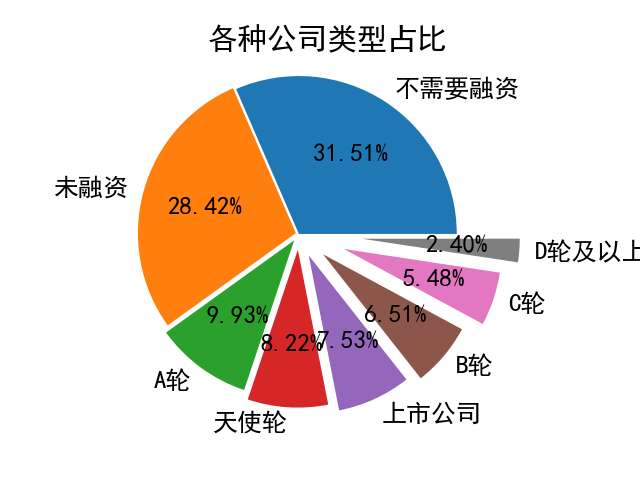 各种公司类型占比
不需要融资
31.51%
未融资
28.42%
2.40%
D轮及以上
5.48%
C轮
9.93%
6.51%
8.22%
7.53%
B轮
A轮
上市公司
天使轮